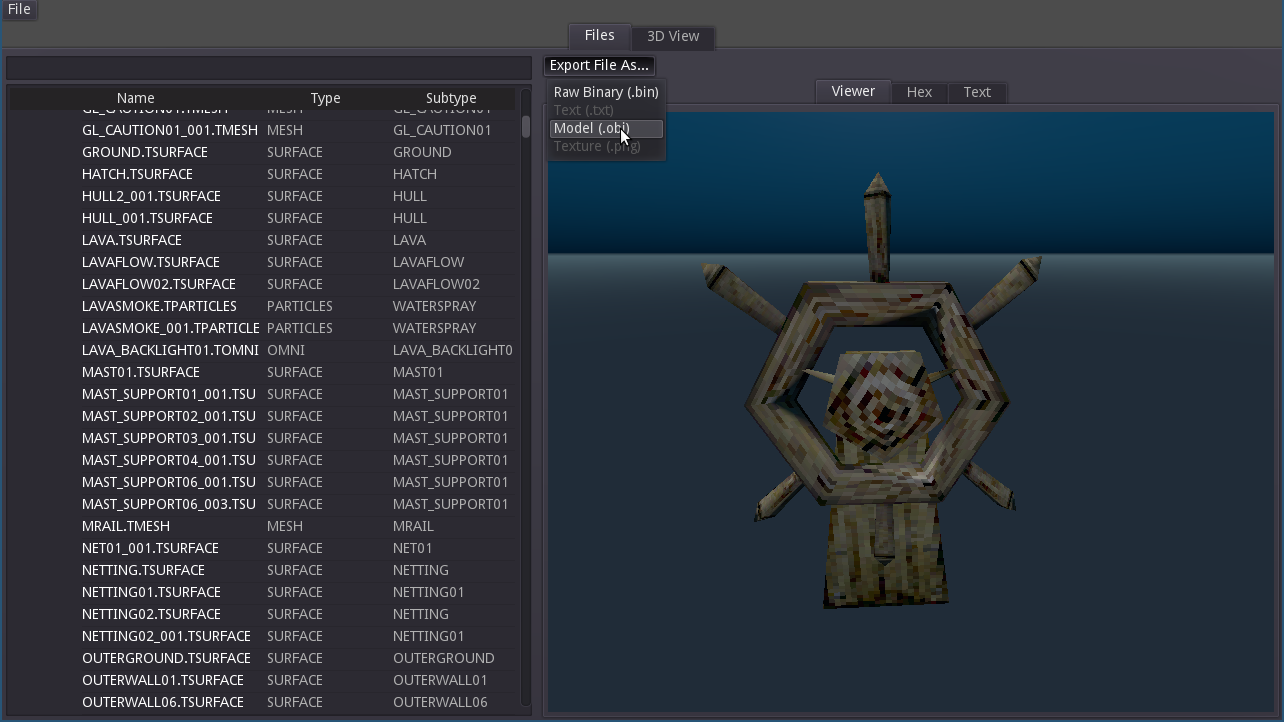 File
Files 3D View
Export File As...
Raw Binary (.bin)
Text (.txt)
Model (.obj)
Texture (.png)
Viewer Hex Text
Name Type Subtype
GL_CAUTION01.TMESH MESH GL_CAUTION01
GL_CAUTION01_001.TMESH MESH GL_CAUTION01
GROUND.TSURFACE SURFACE GROUND
HATCH.TSURFACE SURFACE HATCH
HULL2_001.TSURFACE SURFACE HULL
HULL_001.TSURFACE SURFACE HULL
LAVA.TSURFACE SURFACE LAVA
LAVAFLOW.TSURFACE SURFACE LAVAFLOW
LAVAFLOW02.TSURFACE SURFACE LAVAFLOW02
LAVASMOKE.TPARTICLES PARTICLES WATERSPRAY
LAVASMOKE_001.TPARTICLE PARTICLES WATERSPRAY
LAVA_BACKLIGHT01.TOMNI OMNI LAVA_BACKLIGHT0
MAST01.TSURFACE SURFACE MAST01
MAST_SUPPORT01_001.TSU SURFACE MAST_SUPPORT01
MAST_SUPPORT02_001.TSU SURFACE MAST_SUPPORT01
MAST_SUPPORT03_001.TSU SURFACE MAST_SUPPORT01
MAST_SUPPORT04_001.TSU SURFACE MAST_SUPPORT01
MAST_SUPPORT06_001.TSU SURFACE MAST_SUPPORT01
MAST_SUPPORT06_003.TSU SURFACE MAST_SUPPORT01
MRAIL.TMESH MESH MRAIL
NET01_001.TSURFACE SURFACE NET01
NETTING.TSURFACE SURFACE NETTING
NETTING01.TSURFACE SURFACE NETTING01
NETTING02.TSURFACE SURFACE NETTING
NETTING02_001.TSURFACE SURFACE NETTING01
OUTERGROUND.TSURFACE SURFACE OUTERGROUND
OUTERWALL01.TSURFACE SURFACE OUTERWALL01
OUTERWALL06.TSURFACE SURFACE OUTERWALL06